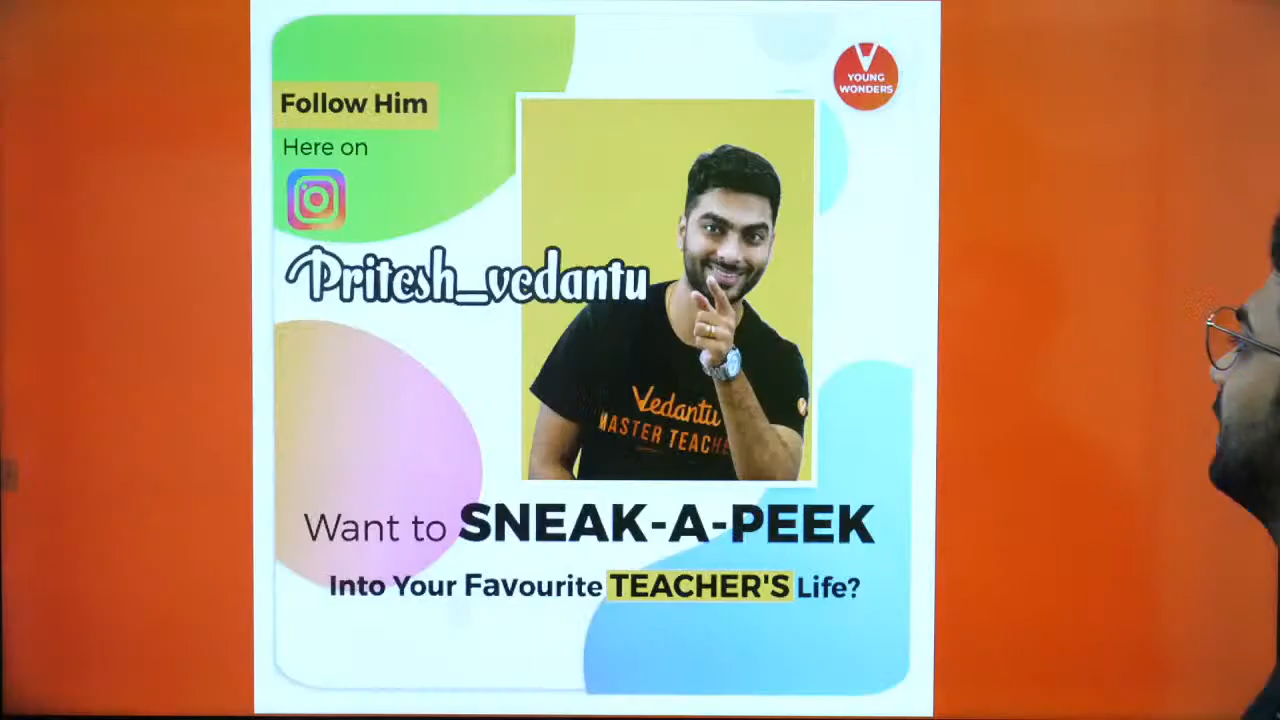 YOUNG
WONDERS
Follow Him
Here on
Pritesh_vedantu
Vedantu
MASTER TEACHE
Want to SNEAK-A-PEEK
Into Your Favourite TEACHER'S Life?